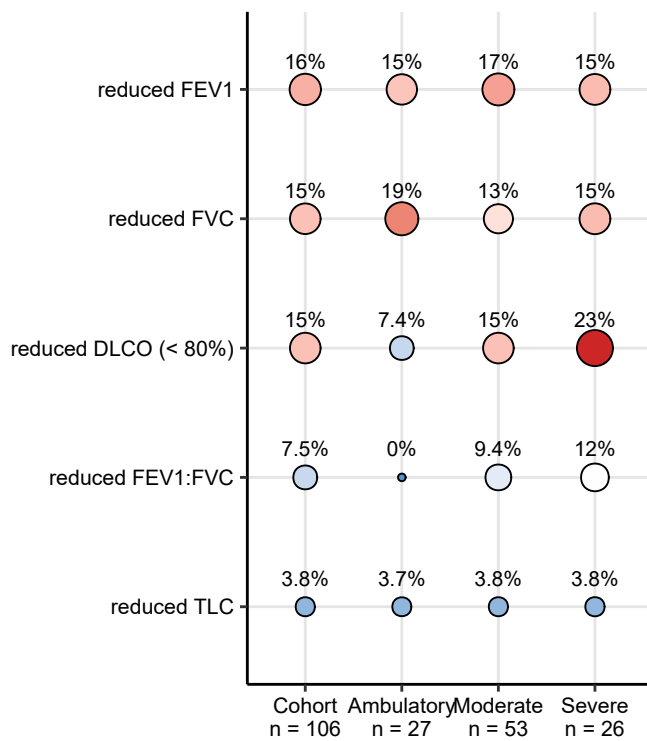 16% 15% 17% 15%
reduced FEV1
15% 19% 13% 15%
reduced FVC
15% 7.4% 15% 23%
reduced DLCO (< 80%)
7.5% 0% 9.4% 12%
reduced FEV1:FVC
3.8% 3.7% 3.8% 3.8%
reduced TLC
Cohort Ambulatory Moderate Severe
n = 106 n = 27 n = 53 n = 26